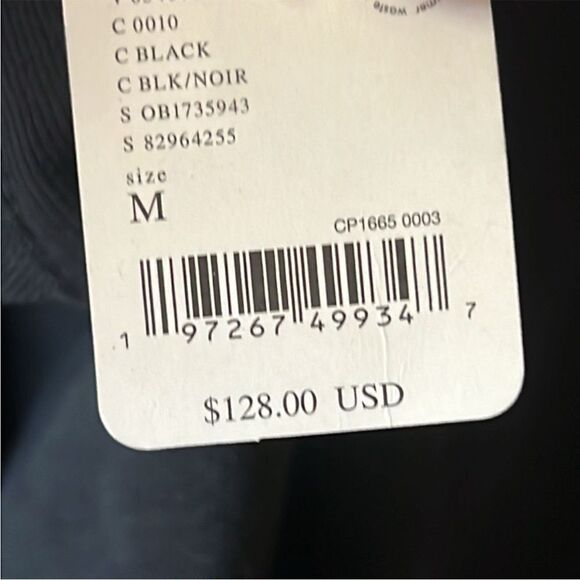 C 0010
C BLACK
C BLK/NOIR
S OB1735943
S 82964255
size
M
CP1665 0003
1 97267 49934 7
$128.00 USD